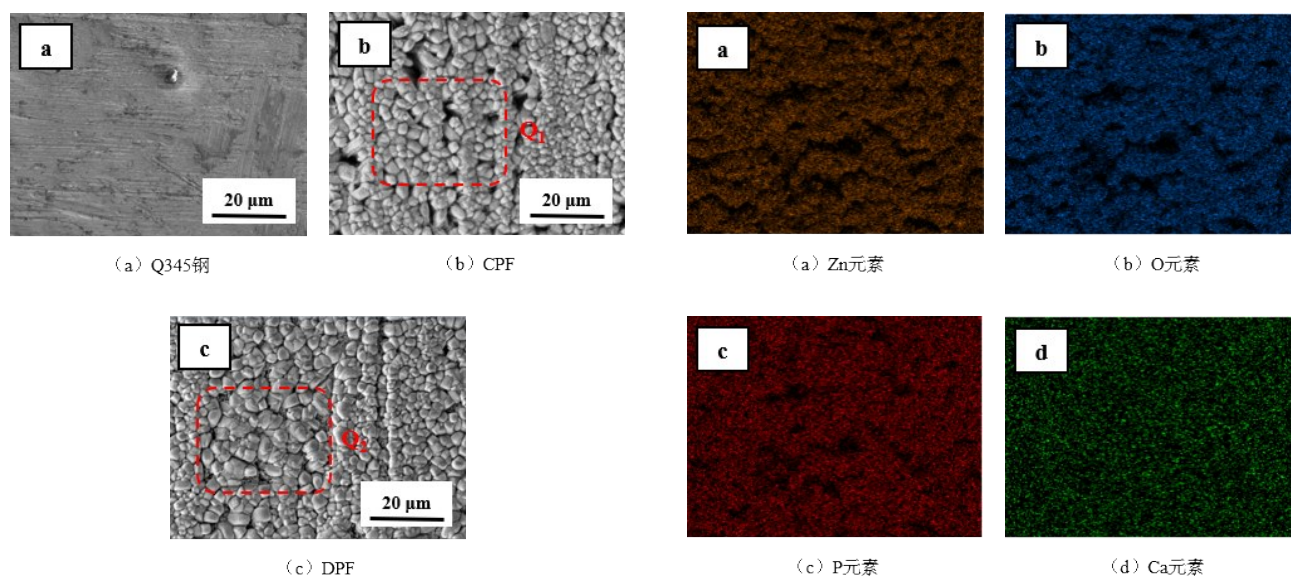 a
20 μm
(a)Q345钢
b
Q1
20 μm
(b)CPF
c
Q2
20 μm
(c)DPF
a
(a)Zn元素
b
(b)O元素
c
(c)P元素
d
(d)Ca元素